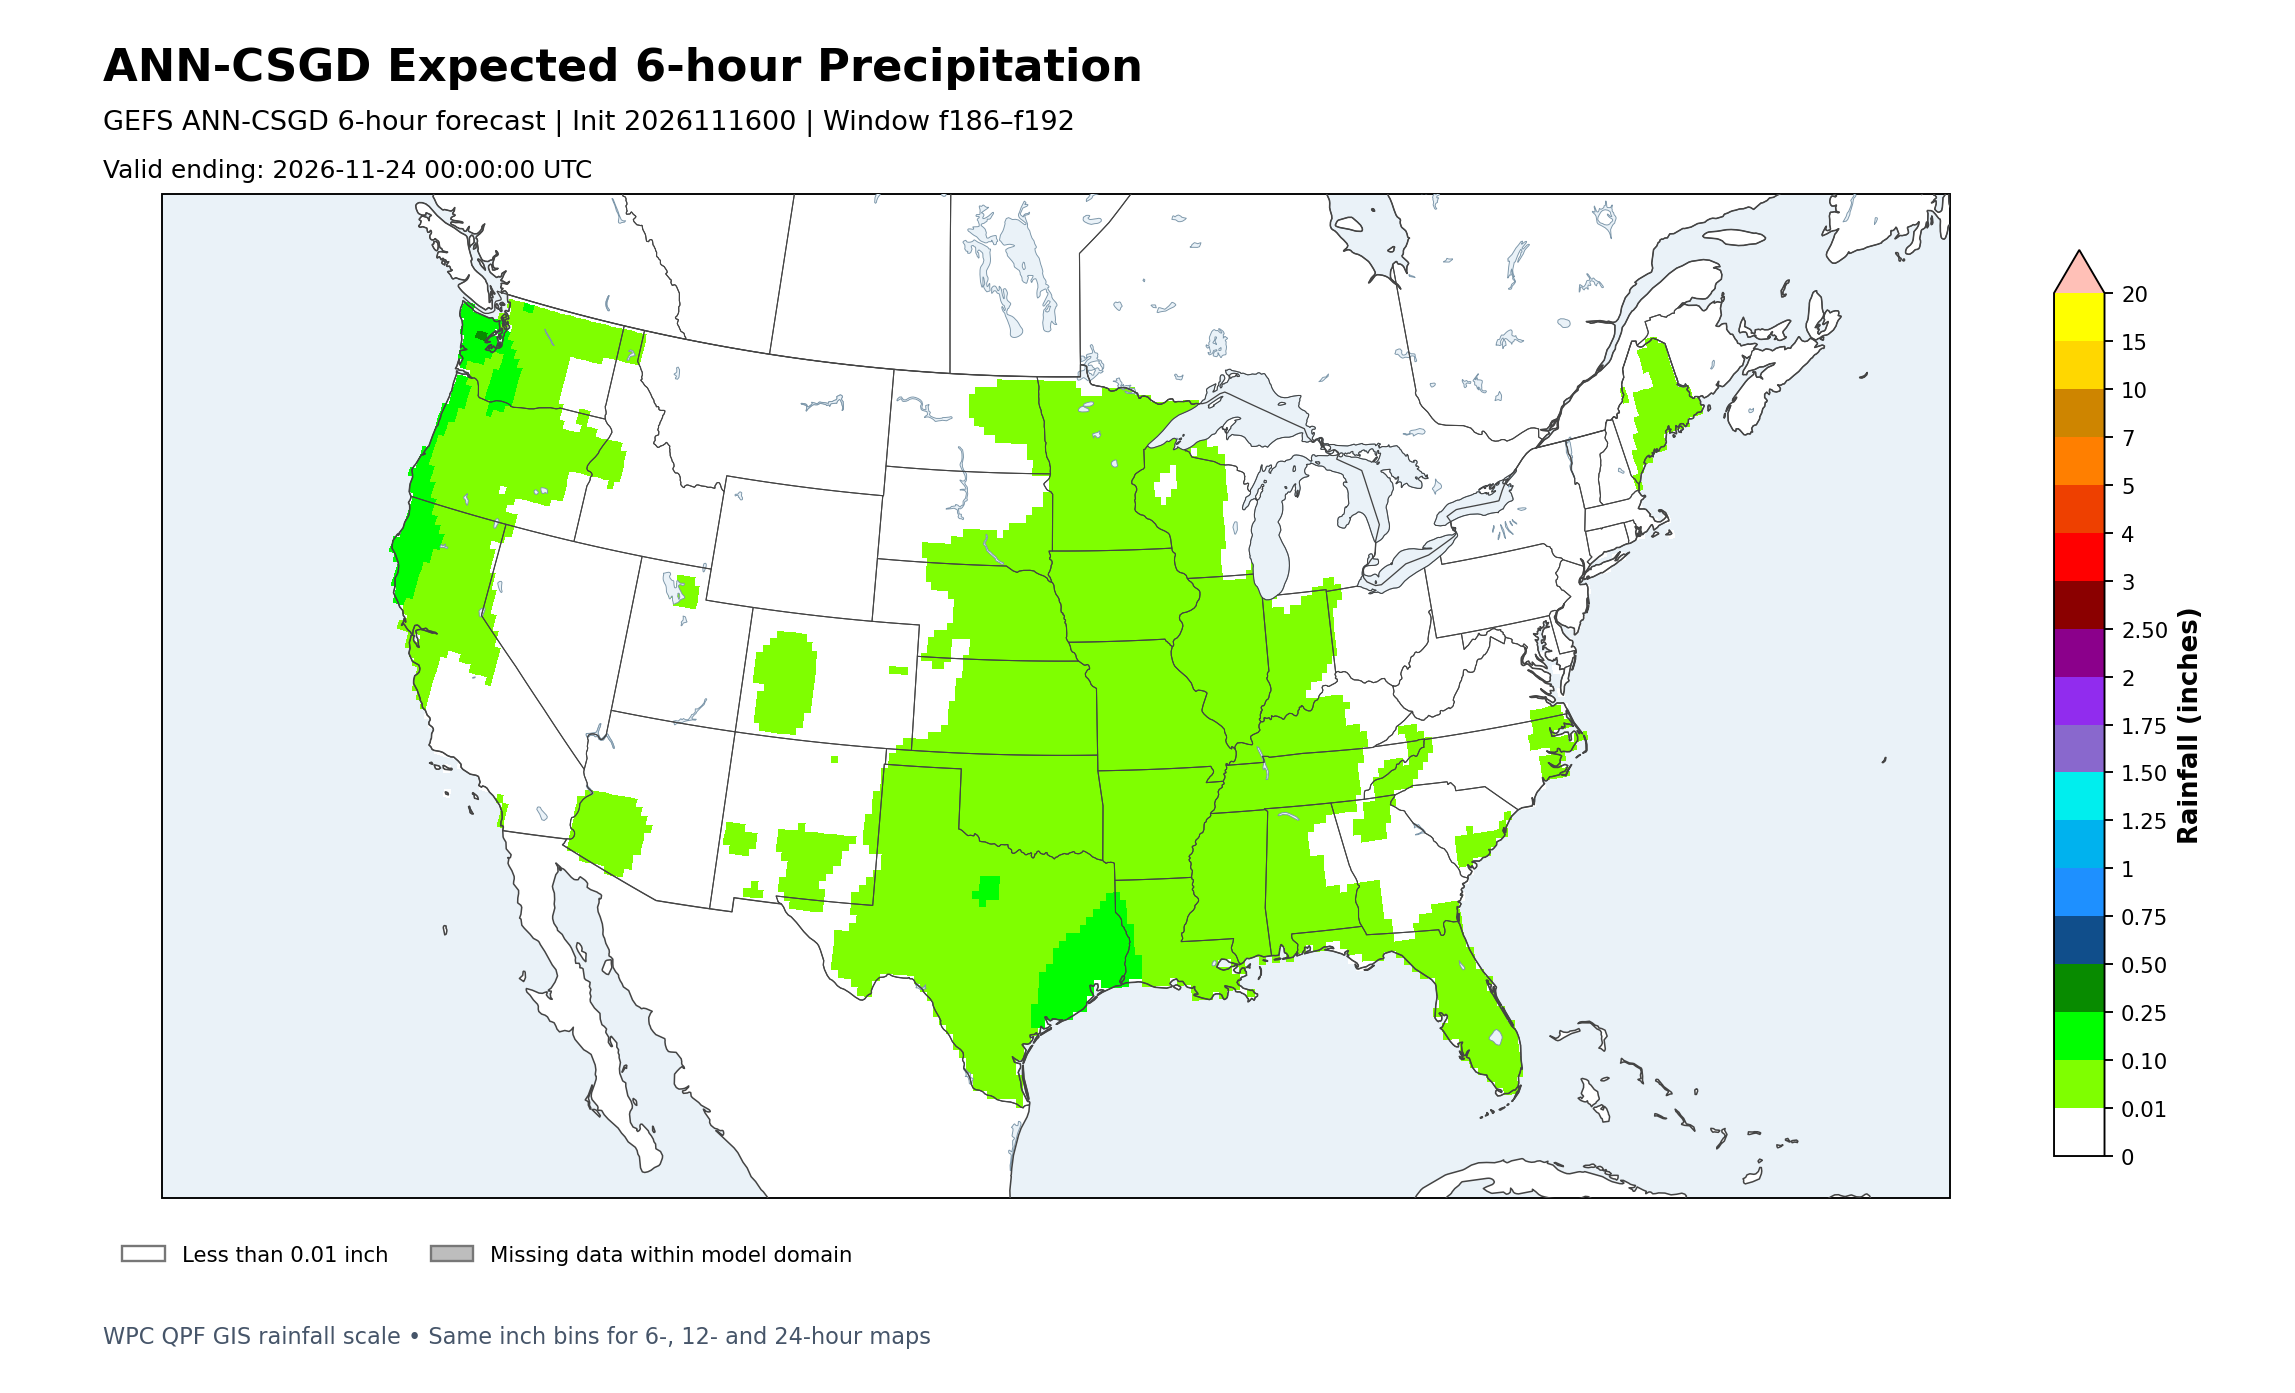 ANN-CSGD Expected 6-hour Precipitation
GEFS ANN-CSGD 6-hour forecast | Init 2026111600 | Window f186–f192
Valid ending: 2026-11-24 00:00:00 UTC
20
15
10
7
5
4
3
2.50
2
1.75
1.50
1.25
1
0.75
0.50
0.25
0.10
0.01
0
Rainfall (inches)
Less than 0.01 inch
Missing data within model domain
WPC QPF GIS rainfall scale • Same inch bins for 6-, 12- and 24-hour maps